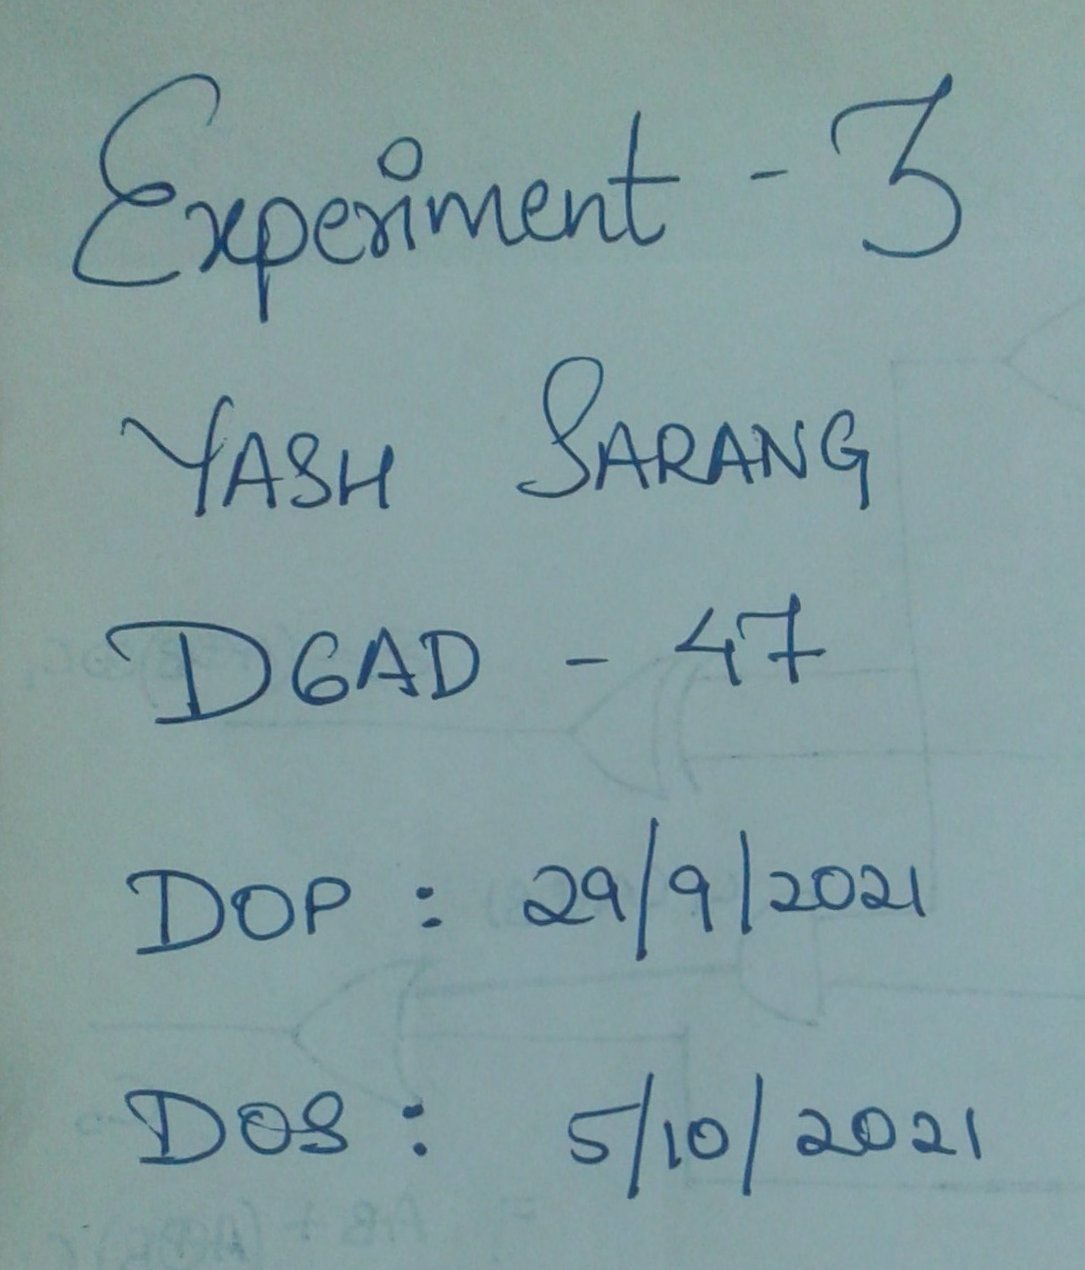 Experiment - 3
YASH SARANG
D6AD - 47
DOP : 29/9/2021
DOS : 5/10/2021